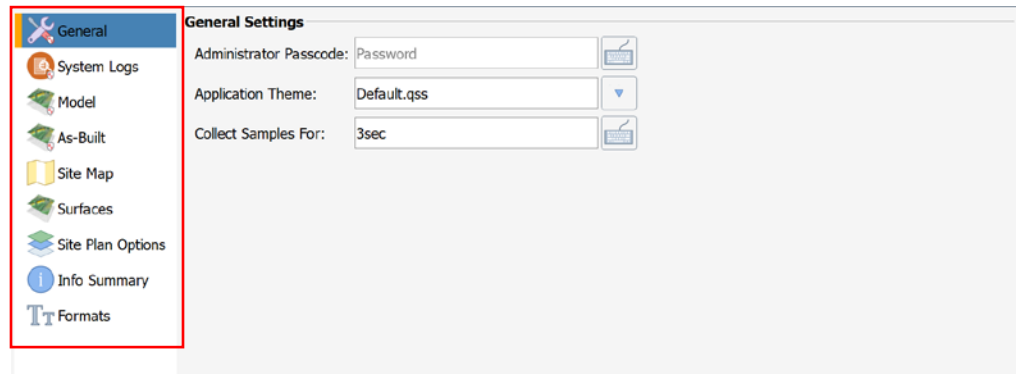 General
System Logs
Model
As-Built
Site Map
Surfaces
Site Plan Options
Info Summary
Formats
General Settings
Administrator Passcode: Password
Application Theme: Default.qss
Collect Samples For: 3sec